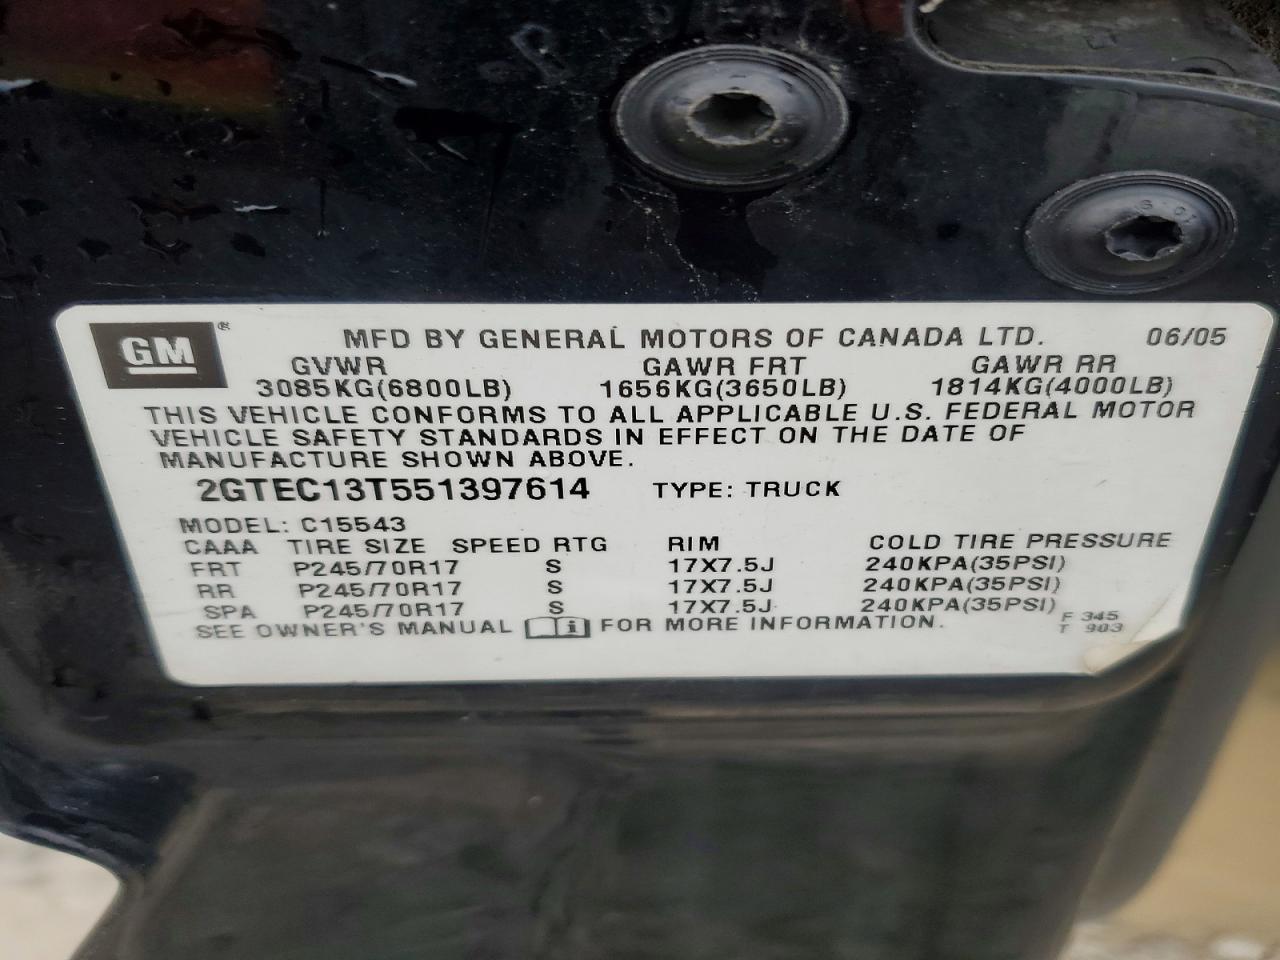 GM® MFD BY GENERAL MOTORS OF CANADA LTD. 06/05
GVWR GAWR FRT GAWR RR
3085KG(6800LB) 1656KG(3650LB) 1814KG(4000LB)
THIS VEHICLE CONFORMS TO ALL APPLICABLE U.S. FEDERAL MOTOR
VEHICLE SAFETY STANDARDS IN EFFECT ON THE DATE OF
MANUFACTURE SHOWN ABOVE.
2GTEC13T551397614 TYPE: TRUCK
MODEL: C15543
CAAA TIRE SIZE SPEED RTG RIM COLD TIRE PRESSURE
FRT P245/70R17 S 17X7.5J 240KPA(35PSI)
RR P245/70R17 S 17X7.5J 240KPA(35PSI)
SPA P245/70R17 S 17X7.5J 240KPA(35PSI)
SEE OWNER'S MANUAL i FOR MORE INFORMATION.
F 345
T 903